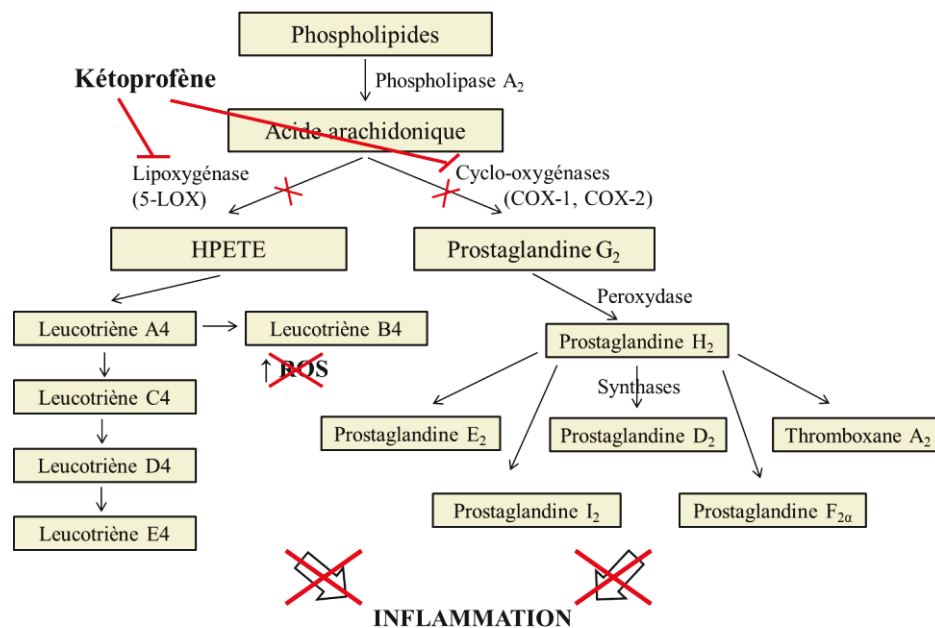 Phospholipides
Kétoprofène
Phospholipase A₂
Acide arachidonique
Lipoxygénase
(5-LOX)
Cyclo-oxygénases
(COX-1, COX-2)
HPETE
Prostaglandine G₂
Peroxydase
Leucotriène A4
Leucotriène B4
Prostaglandine H₂
↑ ROS
Synthases
Leucotriène C4
Prostaglandine E₂
Prostaglandine D₂
Thromboxane A₂
Leucotriène D4
Prostaglandine I₂
Prostaglandine F₂α
Leucotriène E4
INFLAMMATION